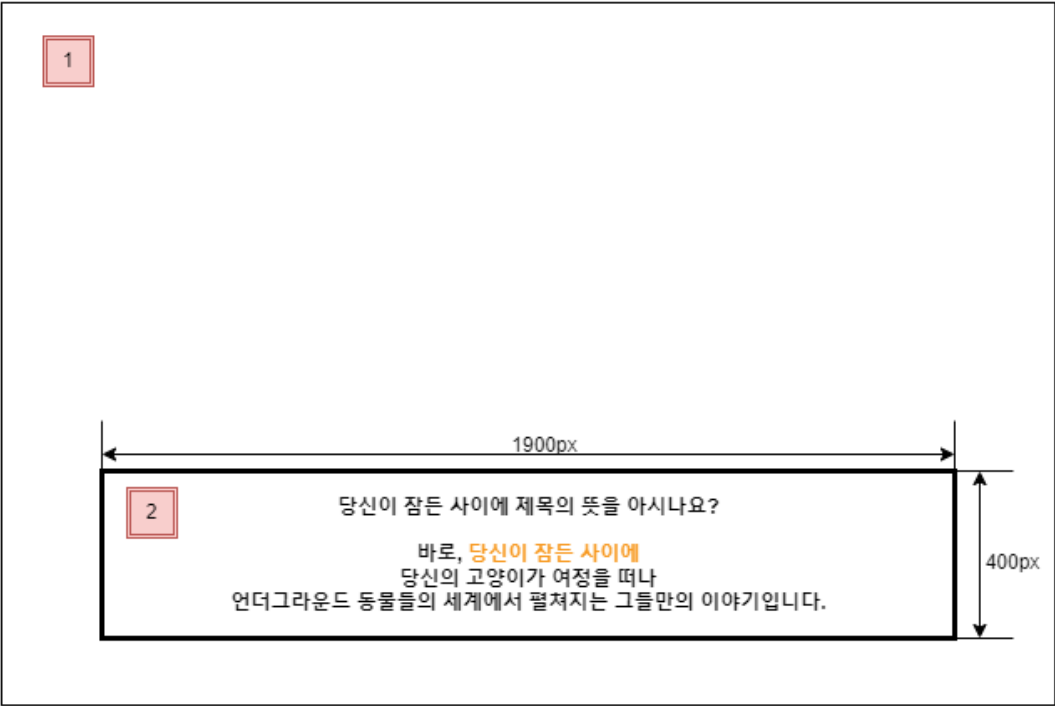 1
1900px
2
당신이 잠든 사이에 제목의 뜻을 아시나요?
바로, 당신이 잠든 사이에
당신의 고양이가 여정을 떠나
언더그라운드 동물들의 세계에서 펼쳐지는 그들만의 이야기입니다.
400px